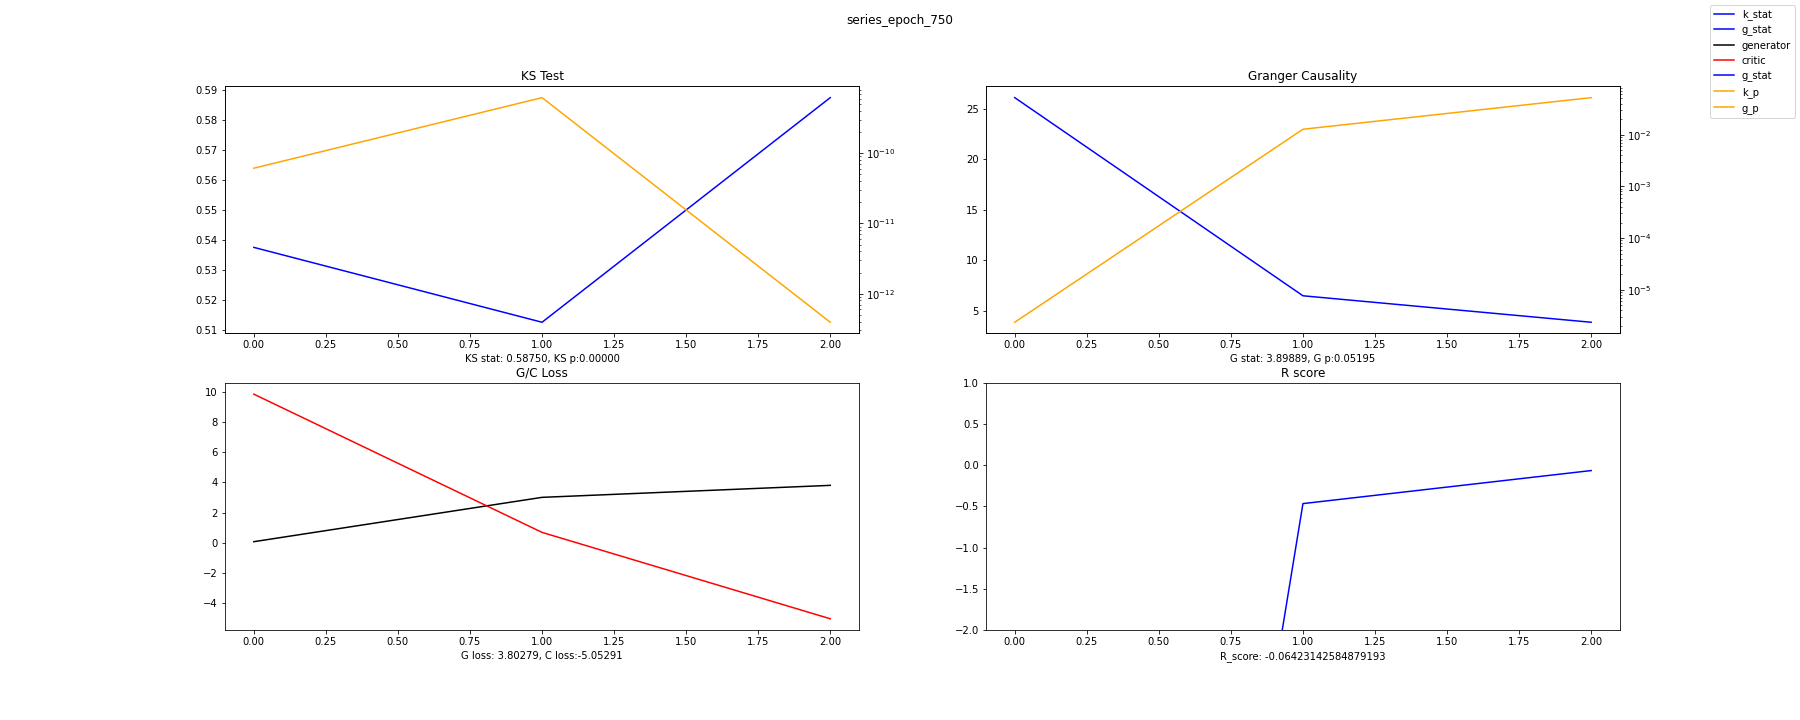 series_epoch_750
k_stat
g_stat
generator
critic
g_stat
k_p
g_p
KS Test
0.59
0.58
0.57
0.56
0.55
0.54
0.53
0.52
0.51
10⁻¹⁰
10⁻¹¹
10⁻¹²
0.00 0.25 0.50 0.75 1.00 1.25 1.50 1.75 2.00
KS stat: 0.58750, KS p:0.00000
Granger Causality
25
20
15
10
5
10⁻²
10⁻³
10⁻⁴
10⁻⁵
0.00 0.25 0.50 0.75 1.00 1.25 1.50 1.75 2.00
G stat: 3.89889, G p:0.05195
G/C Loss
10
8
6
4
2
0
−2
−4
0.00 0.25 0.50 0.75 1.00 1.25 1.50 1.75 2.00
G loss: 3.80279, C loss:-5.05291
R score
1.0
0.5
0.0
−0.5
−1.0
−1.5
−2.0
0.00 0.25 0.50 0.75 1.00 1.25 1.50 1.75 2.00
R_score: -0.06423142584879193